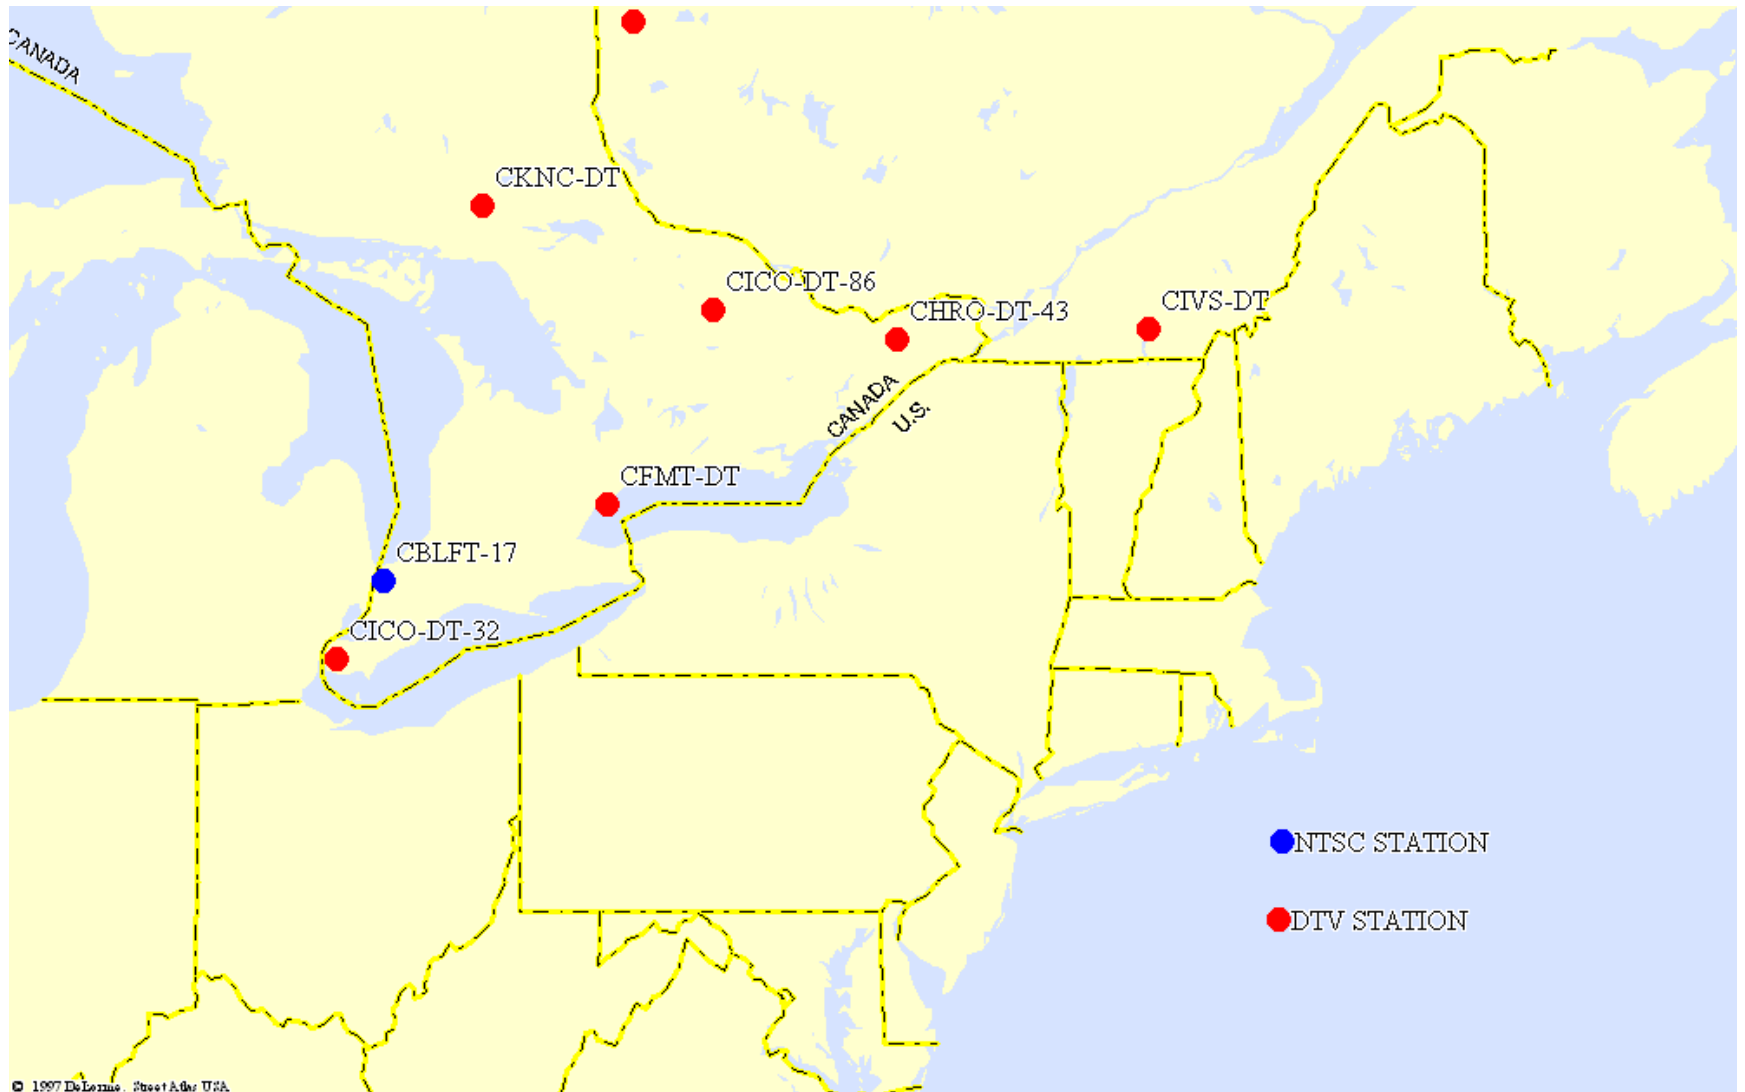 CANADA
CKNC-DT
CICO-DT-86
CHRO-DT-43
CIVS-DT
CANADA
U.S.
CFMT-DT
CBLFT-17
CICO-DT-32
NTSC STATION
DTV STATION
© 1997 DeLorme. Street Atlas USA